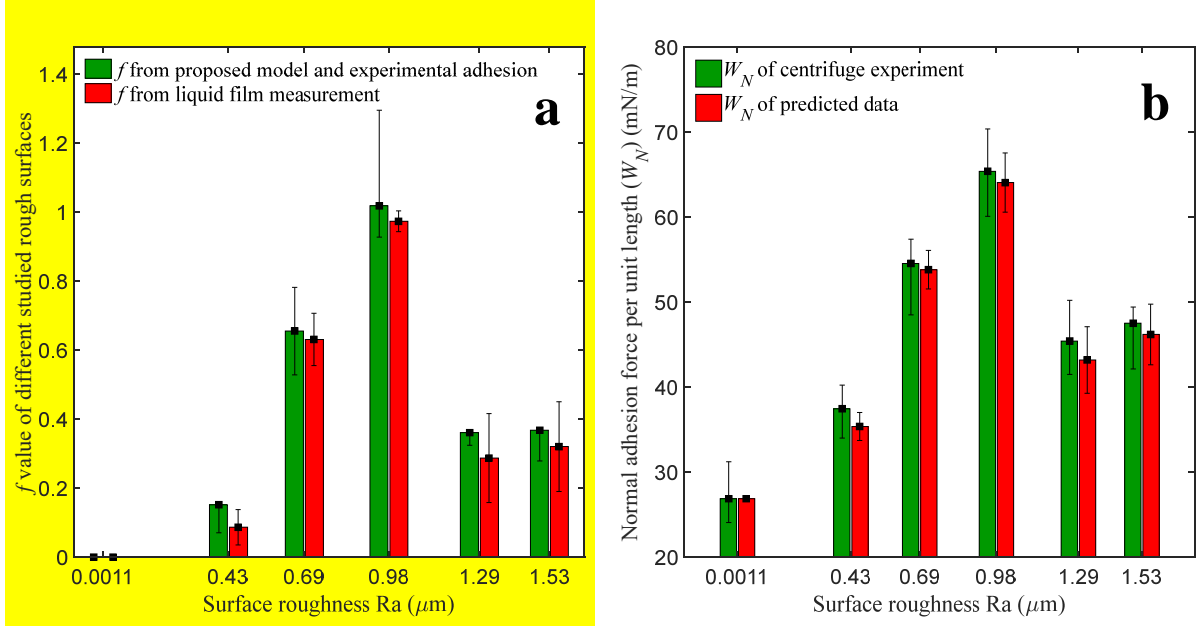 a
f from proposed model and experimental adhesion
f from liquid film measurement
f value of different studied rough surfaces
1.4
1.2
1
0.8
0.6
0.4
0.2
0
0.0011 0.43 0.69 0.98 1.29 1.53
Surface roughness Ra (μm)
b
W_N of centrifuge experiment
W_N of predicted data
Normal adhesion force per unit length (W_N) (mN/m)
80
70
60
50
40
30
20
0.0011 0.43 0.69 0.98 1.29 1.53
Surface roughness Ra (μm)